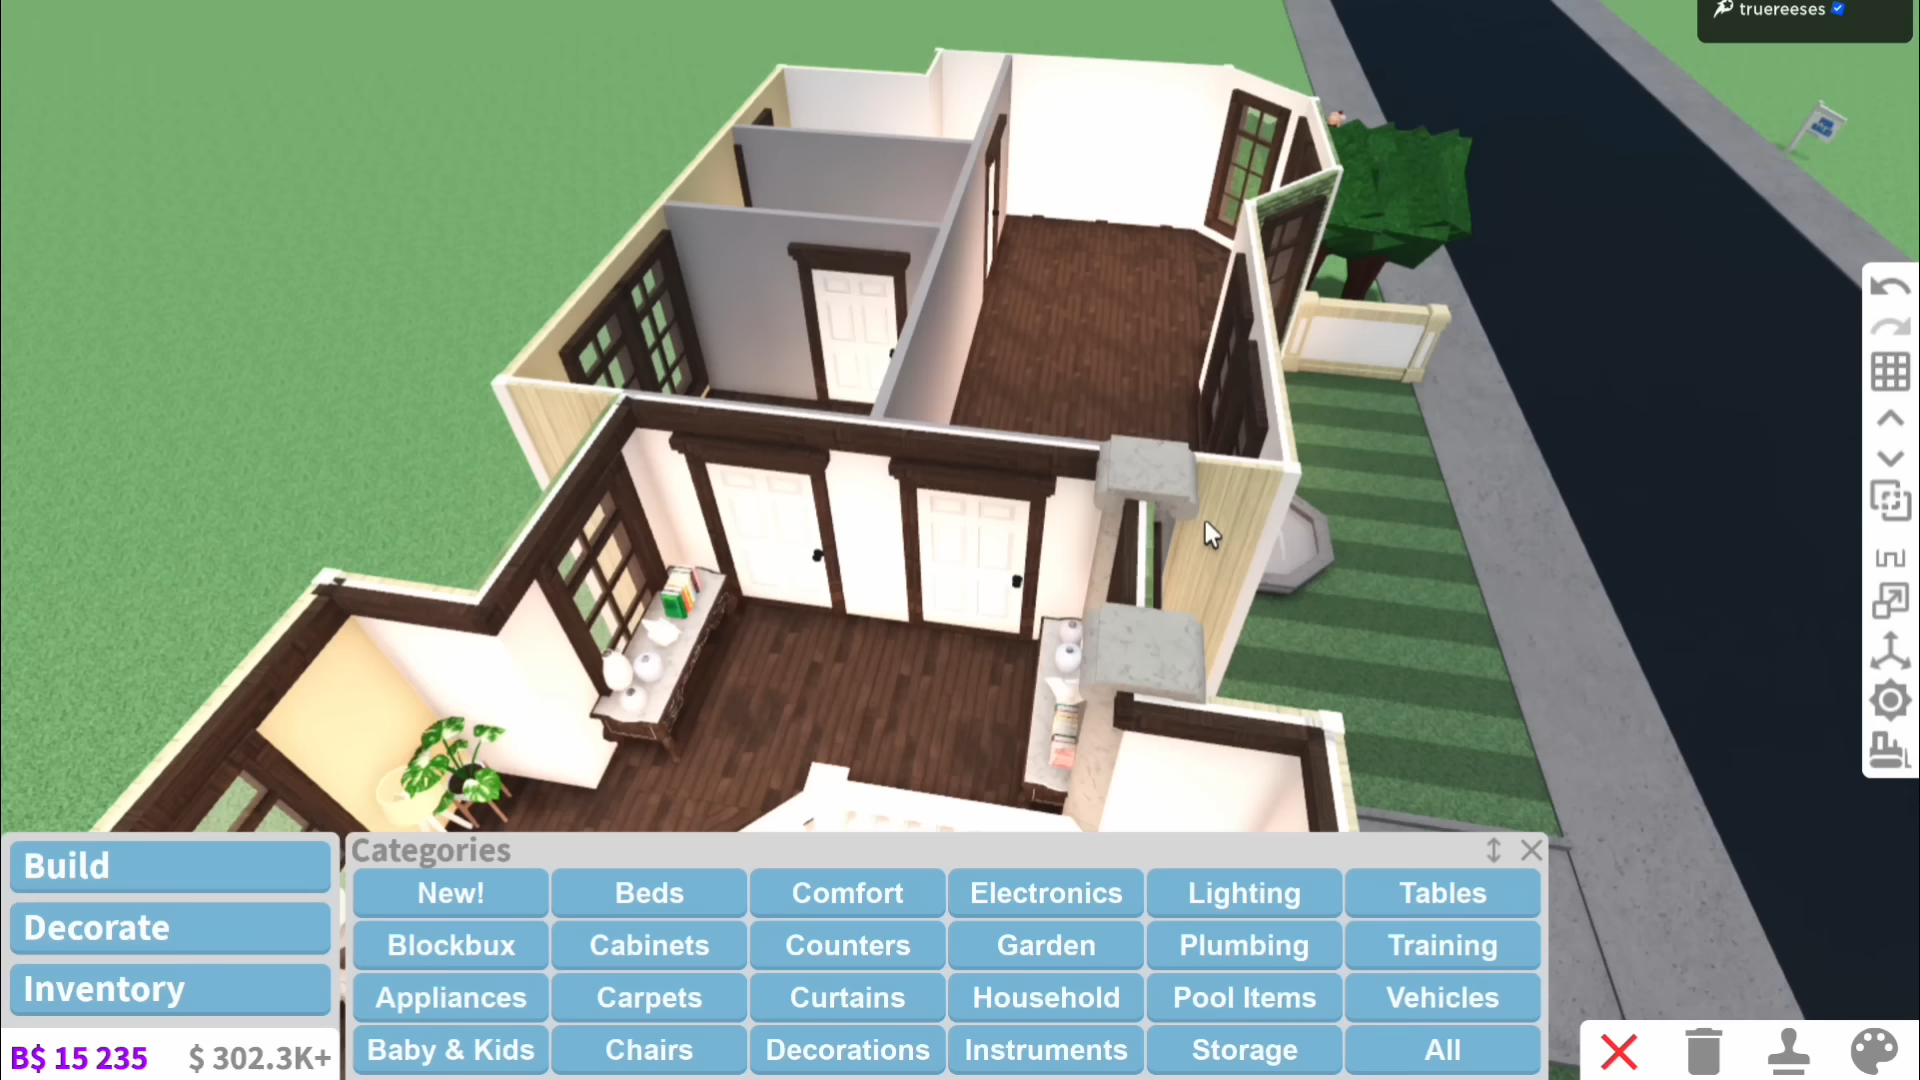 truereeses
Build
Decorate
Inventory
B$ 15 235 $ 302.3K+
Categories
New! Beds Comfort Electronics Lighting Tables
Blockbux Cabinets Counters Garden Plumbing Training
Appliances Carpets Curtains Household Pool Items Vehicles
Baby & Kids Chairs Decorations Instruments Storage All